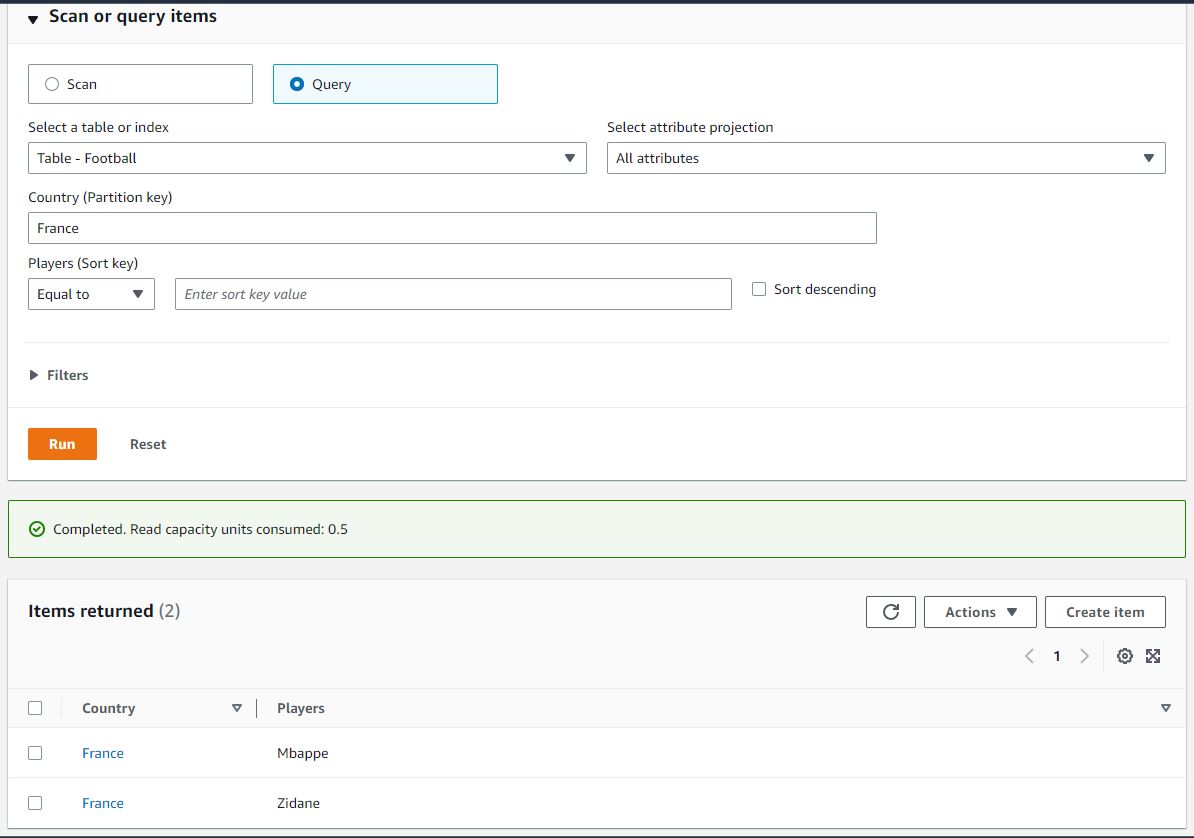 Scan or query items
Scan
Query
Select a table or index
Select attribute projection
Table - Football
All attributes
Country (Partition key)
France
Players (Sort key)
Equal to
Enter sort key value
Sort descending
Filters
Run
Reset
Completed. Read capacity units consumed: 0.5
Items returned (2)
Actions
Create item
1
Country
Players
France
Mbappe
France
Zidane